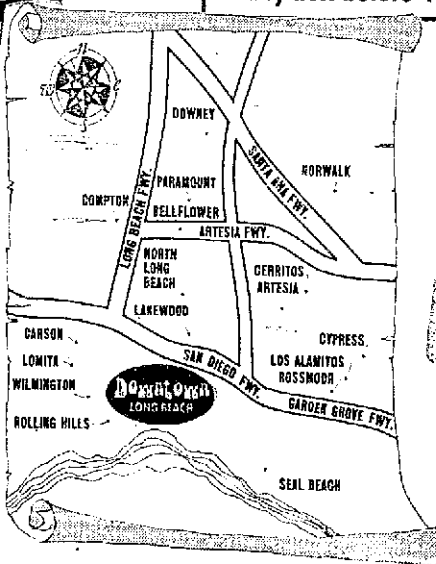 N
DOWNEY
SANTA ANA FWY.
NORWALK
COMPTON
LONG BEACH FWY.
PARAMOUNT
BELLFLOWER
ARTESIA FWY.
NORTH
LONG
BEACH
CERRITOS
ARTESIA
LAKEWOOD
CARSON
LOMITA
WILMINGTON
ROLLING HILLS
SAN DIEGO FWY.
CYPRESS
LOS ALAMITOS
ROSSMOOR
Downtown
LONG BEACH
GARDEN GROVE FWY.
SEAL BEACH